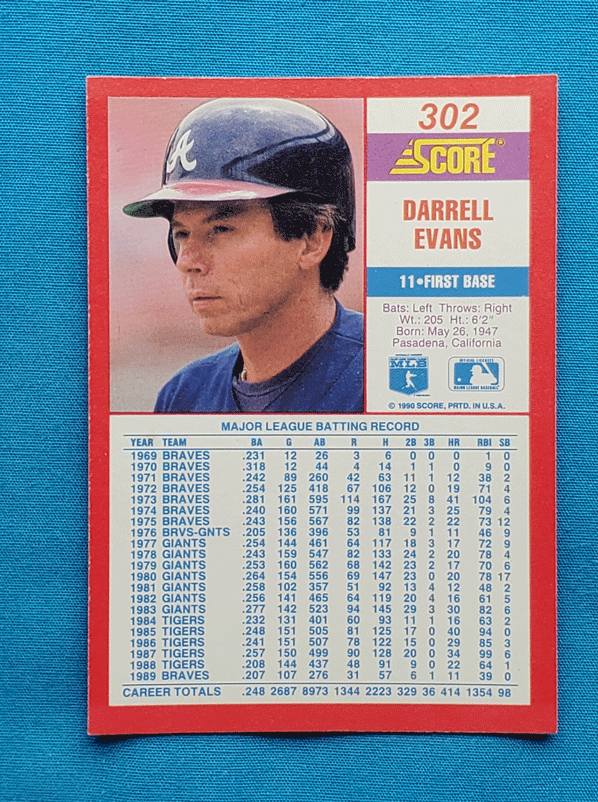 A
302
SCORE®
DARRELL
EVANS
11•FIRST BASE
Bats: Left Throws: Right
Wt.: 205 Ht.: 6'2"
Born: May 26, 1947
Pasadena, California
OFFICIAL LICENSEE
MAJOR LEAGUE BASEBALL
© 1990 SCORE, PRTD. IN U.S.A.
MAJOR LEAGUE BATTING RECORD
YEAR TEAM BA G AB R H 2B 3B HR RBI SB
1969 BRAVES .231 12 26 3 6 0 0 0 1 0
1970 BRAVES .318 12 44 4 14 1 1 0 9 0
1971 BRAVES .242 89 260 42 63 11 1 12 38 2
1972 BRAVES .254 125 418 67 106 12 0 19 71 4
1973 BRAVES .281 161 595 114 167 25 8 41 104 6
1974 BRAVES .240 160 571 99 137 21 3 25 79 4
1975 BRAVES .243 156 567 82 138 22 2 22 73 12
1976 BRVS-GNTS .205 136 396 53 81 9 1 11 46 9
1977 GIANTS .254 144 461 64 117 18 3 17 72 9
1978 GIANTS .243 159 547 82 133 24 2 20 78 4
1979 GIANTS .253 160 562 68 142 23 2 17 70 6
1980 GIANTS .264 154 556 69 147 23 0 20 78 17
1981 GIANTS .258 102 357 51 92 13 4 12 48 2
1982 GIANTS .256 141 465 64 119 20 4 16 61 5
1983 GIANTS .277 142 523 94 145 29 3 30 82 6
1984 TIGERS .232 131 401 60 93 11 1 16 63 2
1985 TIGERS .248 151 505 81 125 17 0 40 94 0
1986 TIGERS .241 151 507 78 122 15 0 29 85 3
1987 TIGERS .257 150 499 90 128 20 0 34 99 6
1988 TIGERS .208 144 437 48 91 9 0 22 64 1
1989 BRAVES .207 107 276 31 57 6 1 11 39 0
CAREER TOTALS .248 2687 8973 1344 2223 329 36 414 1354 98